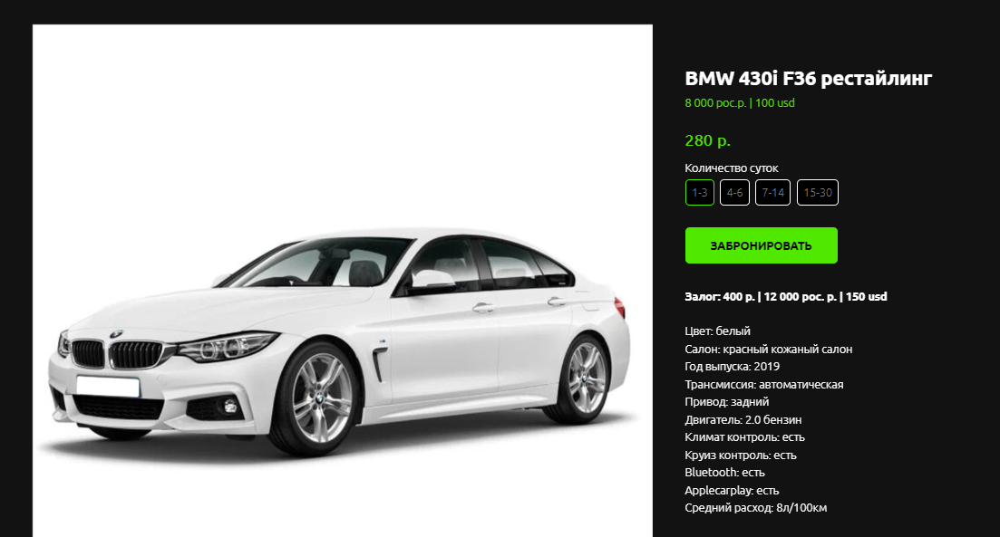 BMW 430i F36 рестайлинг
8 000 рос.р. | 100 usd
280 р.
Количество суток
1-3 4-6 7-14 15-30
ЗАБРОНИРОВАТЬ
Залог: 400 р. | 12 000 рос. р. | 150 usd
Цвет: белый
Салон: красный кожаный салон
Год выпуска: 2019
Трансмиссия: автоматическая
Привод: задний
Двигатель: 2.0 бензин
Климат контроль: есть
Круиз контроль: есть
Bluetooth: есть
Applecarplay: есть
Средний расход: 8л/100км